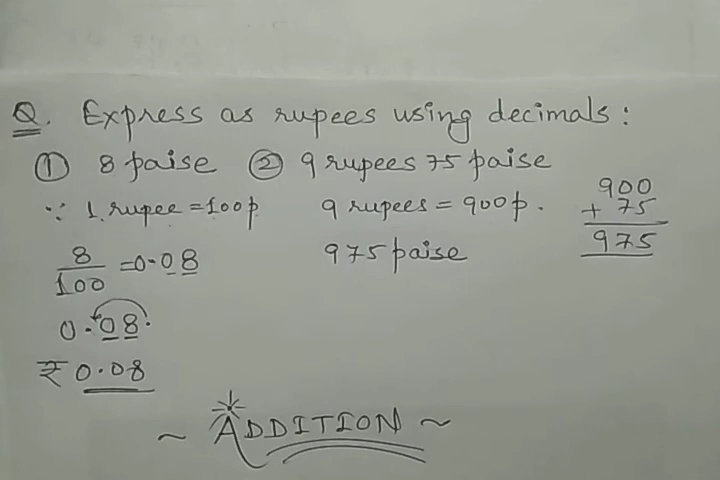 Q. Express as rupees using decimals:
① 8 paise ② 9 rupees 75 paise
∵ 1 rupee = 100p
8/100 = 0.08
0.08.
₹ 0.08
9 rupees = 900p.
975 paise
900
+ 75
975
~ ADDITION ~